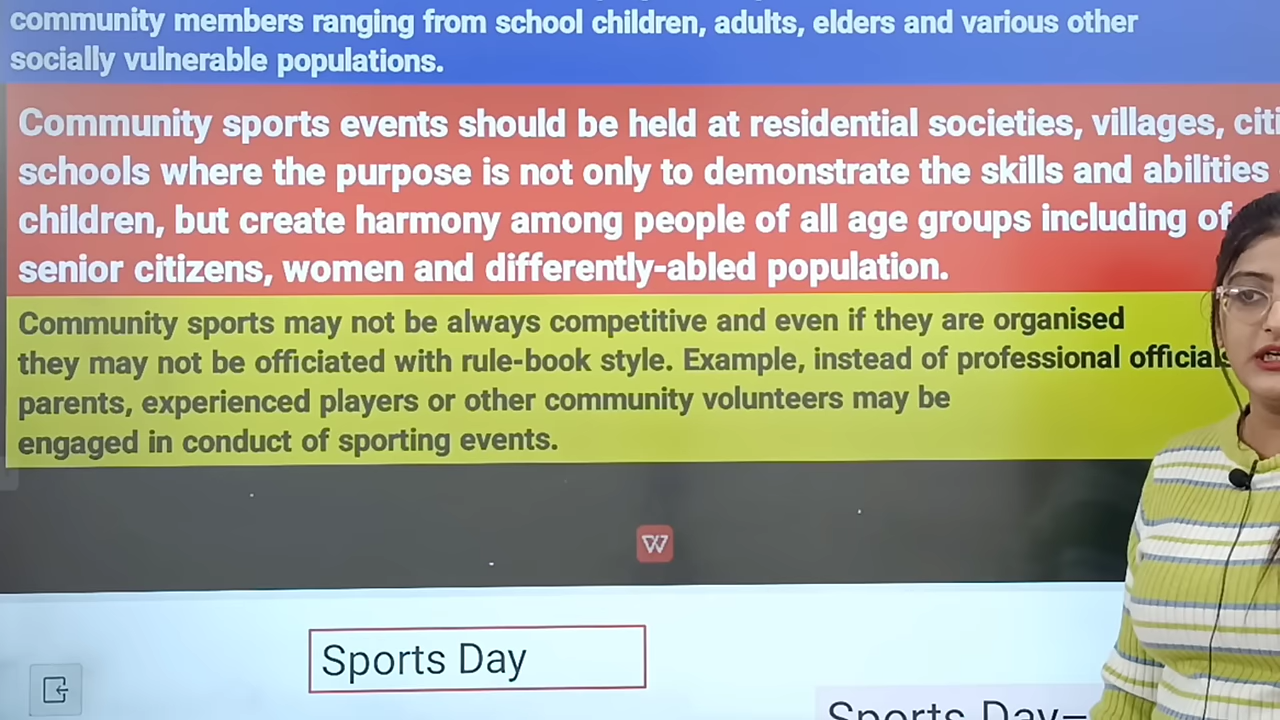 community members ranging from school children, adults, elders and various other
socially vulnerable populations.
Community sports events should be held at residential societies, villages, citi
schools where the purpose is not only to demonstrate the skills and abilities
children, but create harmony among people of all age groups including of
senior citizens, women and differently-abled population.
Community sports may not be always competitive and even if they are organised
they may not be officiated with rule-book style. Example, instead of professional officials
parents, experienced players or other community volunteers may be
engaged in conduct of sporting events.
Sports Day
Sports Day–